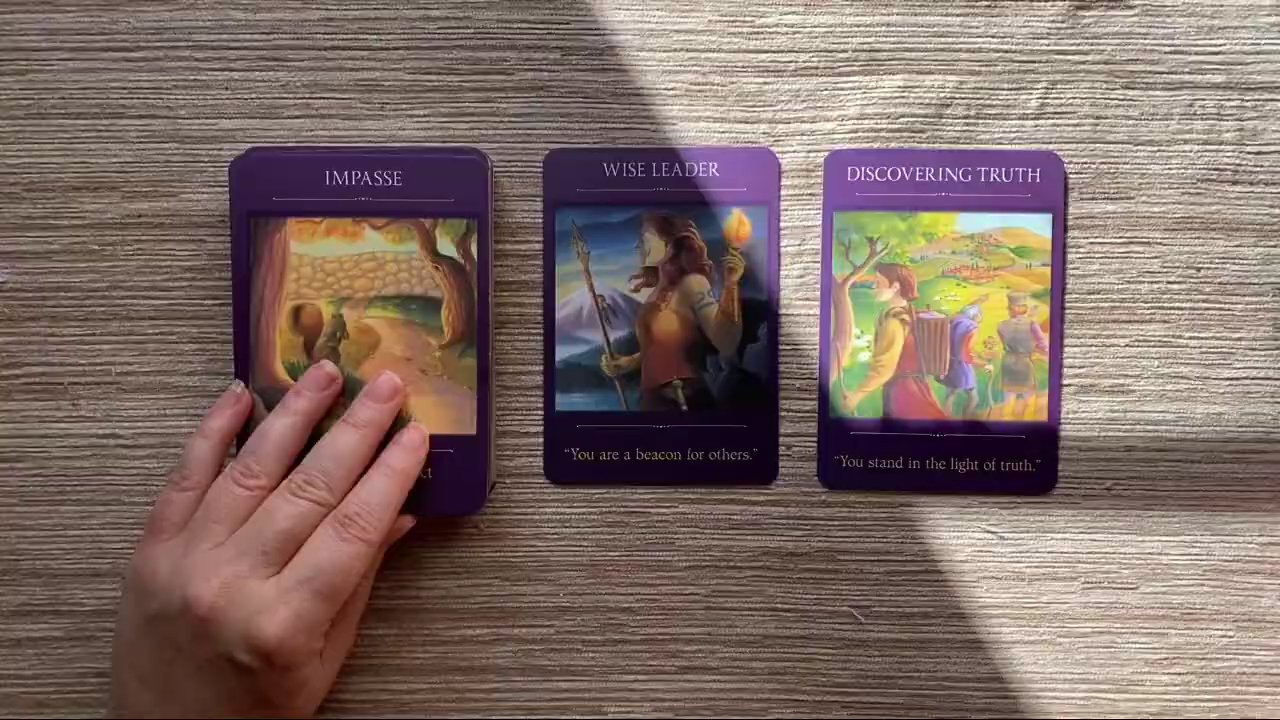 IMPASSE
WISE LEADER
DISCOVERING TRUTH
"You are a beacon for others."
"You stand in the light of truth."